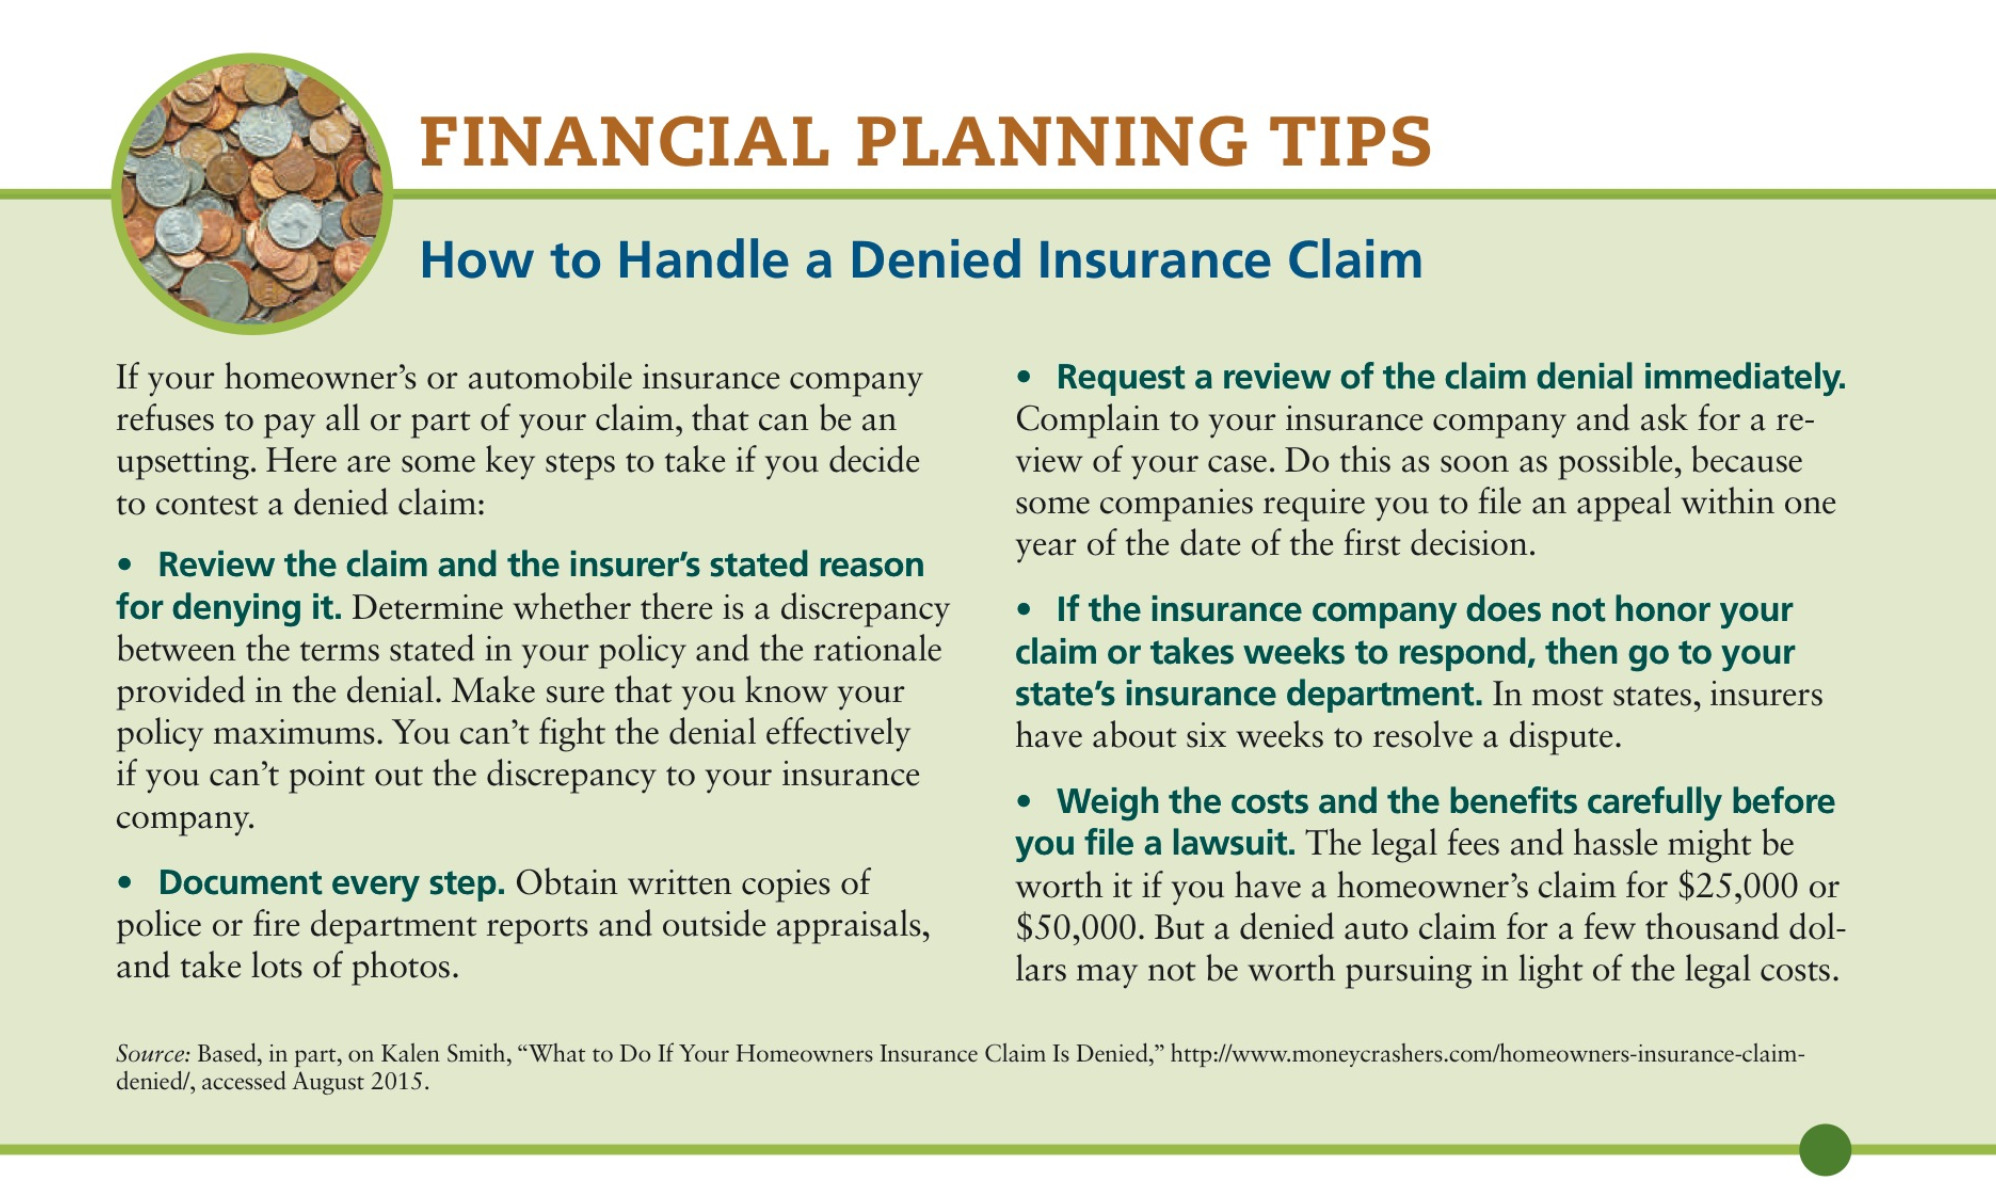 FINANCIAL PLANNING TIPS
How to Handle a Denied Insurance Claim
If your homeowner’s or automobile insurance company
refuses to pay all or part of your claim, that can be an
upsetting. Here are some key steps to take if you decide
to contest a denied claim:
• Review the claim and the insurer’s stated reason
for denying it. Determine whether there is a discrepancy
between the terms stated in your policy and the rationale
provided in the denial. Make sure that you know your
policy maximums. You can’t fight the denial effectively
if you can’t point out the discrepancy to your insurance
company.
• Document every step. Obtain written copies of
police or fire department reports and outside appraisals,
and take lots of photos.
• Request a review of the claim denial immediately.
Complain to your insurance company and ask for a re-
view of your case. Do this as soon as possible, because
some companies require you to file an appeal within one
year of the date of the first decision.
• If the insurance company does not honor your
claim or takes weeks to respond, then go to your
state’s insurance department. In most states, insurers
have about six weeks to resolve a dispute.
• Weigh the costs and the benefits carefully before
you file a lawsuit. The legal fees and hassle might be
worth it if you have a homeowner’s claim for $25,000 or
$50,000. But a denied auto claim for a few thousand dol-
lars may not be worth pursuing in light of the legal costs.
Source: Based, in part, on Kalen Smith, “What to Do If Your Homeowners Insurance Claim Is Denied,” http://www.moneycrashers.com/homeowners-insurance-claim-
denied/, accessed August 2015.